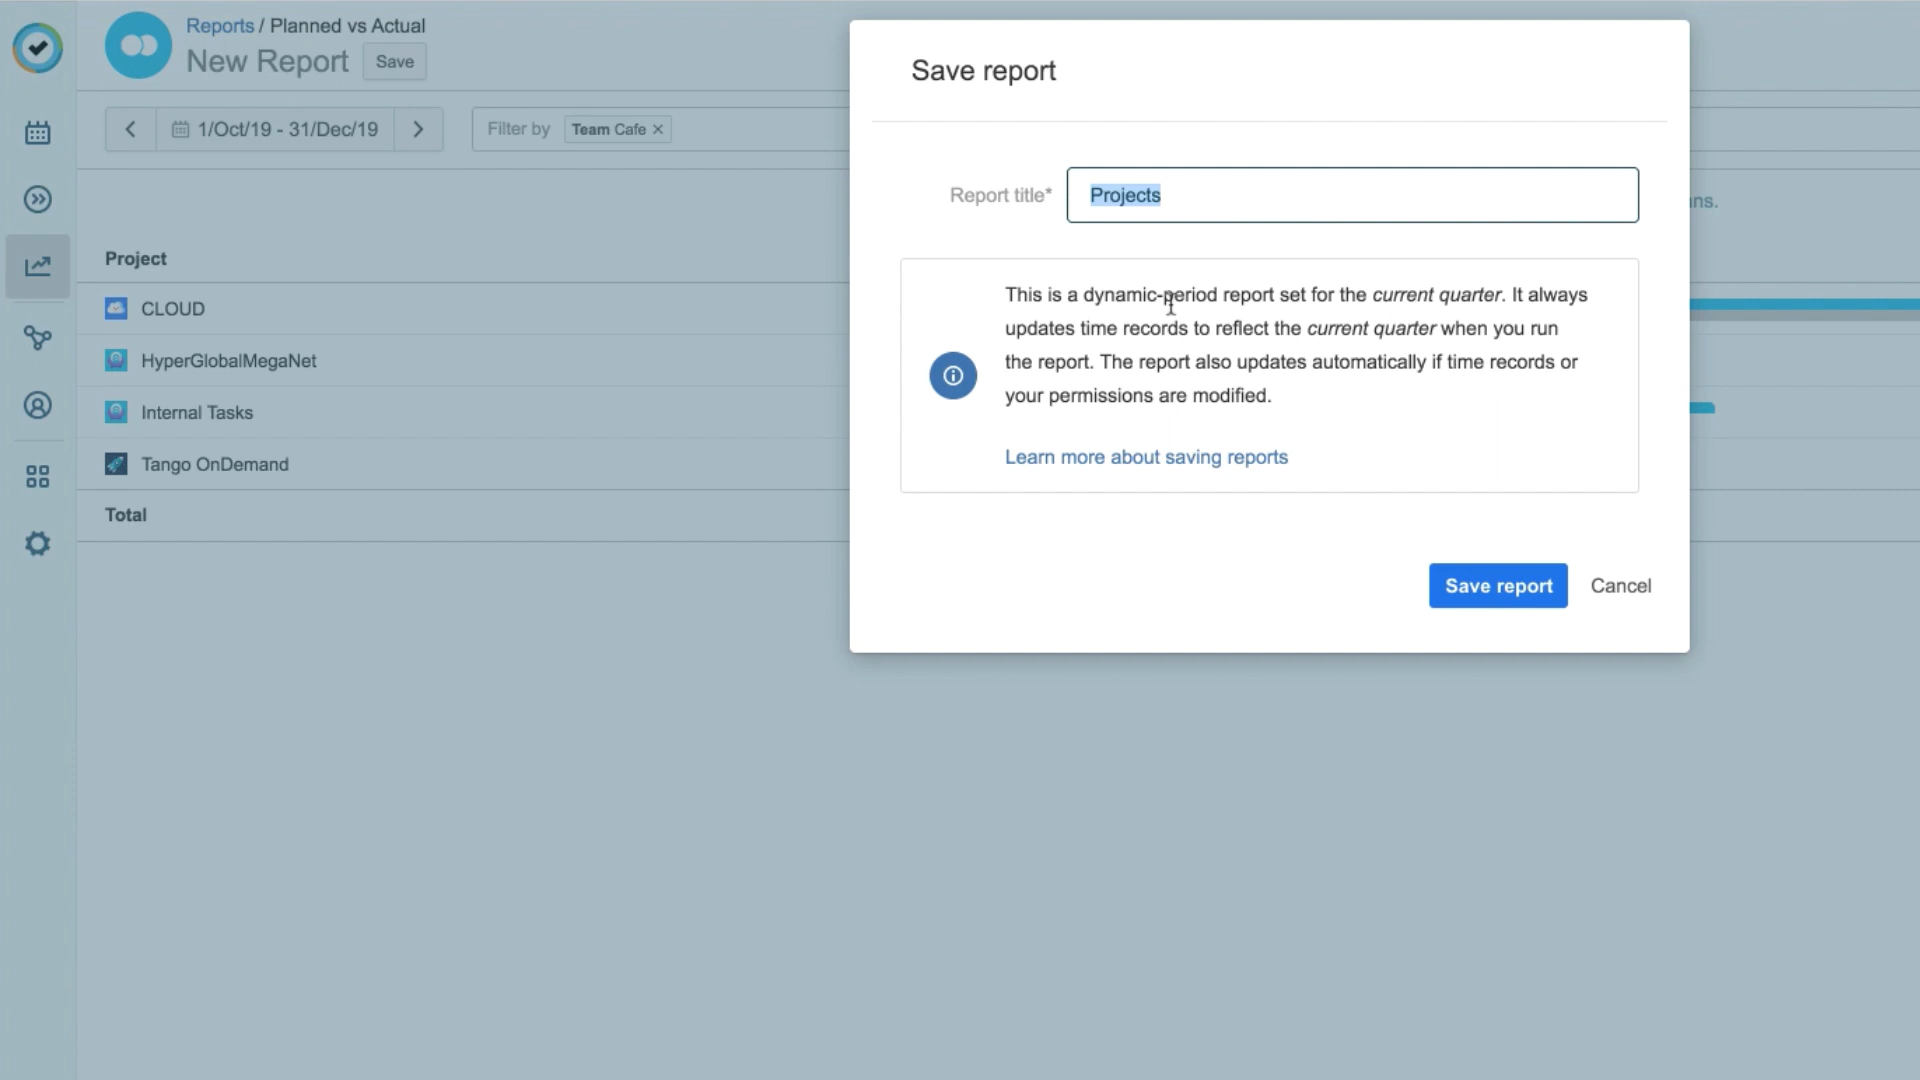 Reports / Planned vs Actual
New Report Save
1/Oct/19 - 31/Dec/19 Filter by Team Cafe ×
Project
CLOUD
HyperGlobalMegaNet
Internal Tasks
Tango OnDemand
Total
Save report
Report title* Projects
This is a dynamic-period report set for the current quarter. It always
updates time records to reflect the current quarter when you run
the report. The report also updates automatically if time records or
your permissions are modified.
Learn more about saving reports
Save report Cancel